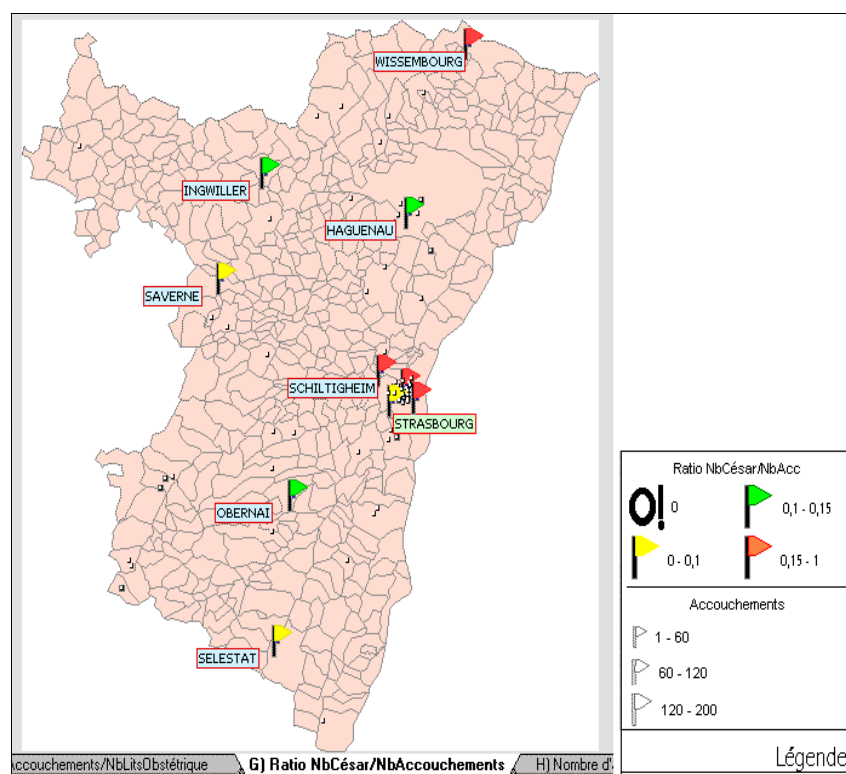 WISSEMBOURG
INGWILLER
HAGUENAU
SAVERNE
SCHILTIGHEIM
STRASBOURG
OBERNAI
SELESTAT
Ratio NbCésar/NbAcc
0
0,1 - 0,15
0 - 0,1
0,15 - 1
Accouchements
1 - 60
60 - 120
120 - 200
Légende
ccouchements/NbLitsObstétrique
G) Ratio NbCésar/NbAccouchements
H) Nombre d'